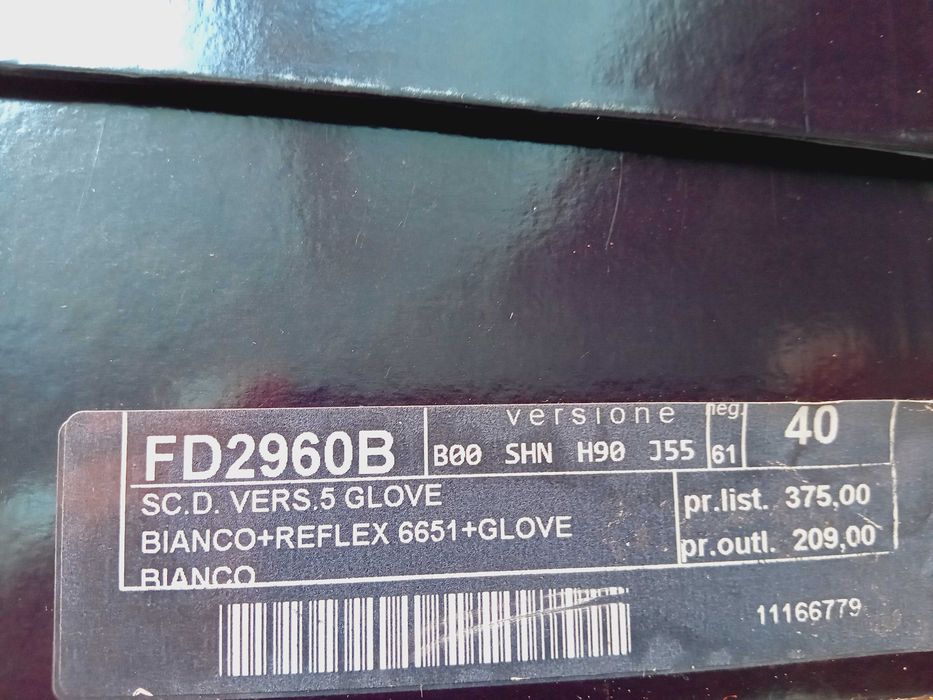 FD2960B
versione
B00 SHN H90 J55
neg.
61
40
SC.D. VERS.5 GLOVE
BIANCO+REFLEX 6651+GLOVE
BIANCO
pr.list. 375,00
pr.outl. 209,00
11166779